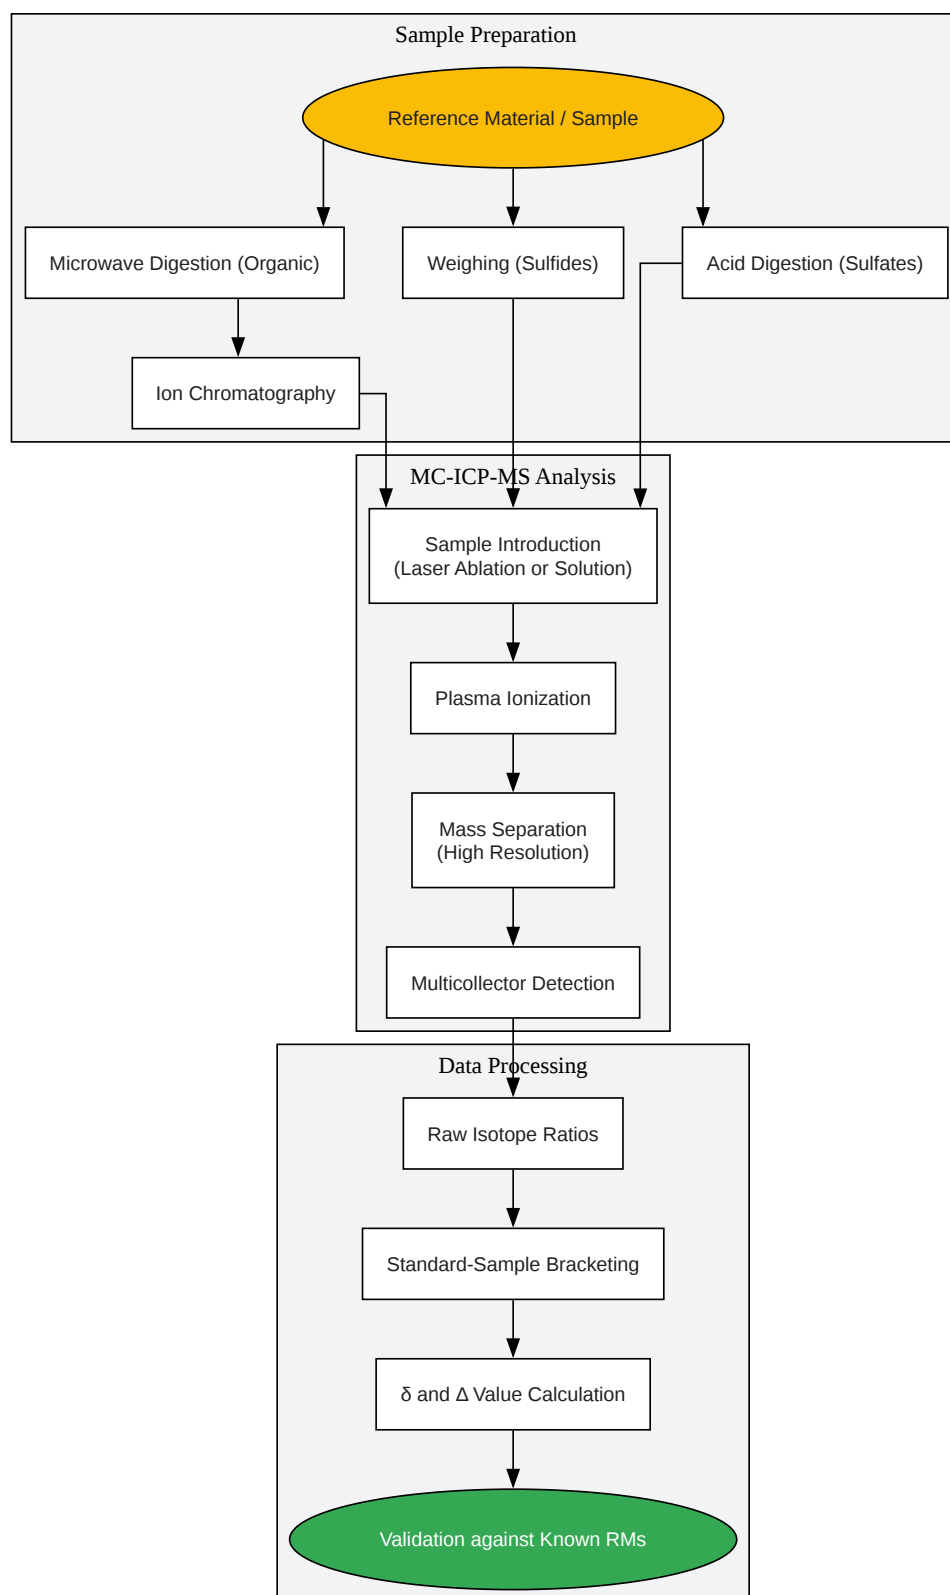 Sample Preparation
Reference Material / Sample
Microwave Digestion (Organic)
Weighing (Sulfides)
Acid Digestion (Sulfates)
Ion Chromatography
MC-ICP-MS Analysis
Sample Introduction
(Laser Ablation or Solution)
Plasma Ionization
Mass Separation
(High Resolution)
Multicollector Detection
Data Processing
Raw Isotope Ratios
Standard-Sample Bracketing
δ and Δ Value Calculation
Validation against Known RMs